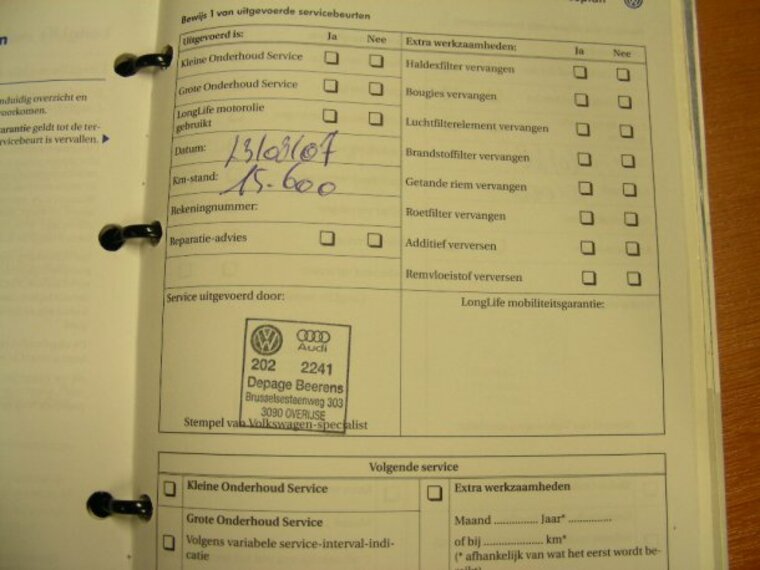 Bewijs 1 van uitgevoerde servicebeurten
Uitgevoerd is: Ja Nee
Kleine Onderhoud Service
Grote Onderhoud Service
LongLife motorolie
gebruikt
Datum: 13/03/07
Km-stand: 15.600
Rekeningnummer:
Reparatie-advies
Extra werkzaamheden: Ja Nee
Haldexfilter vervangen
Bougies vervangen
Luchtfilterelement vervangen
Brandstoffilter vervangen
Getande riem vervangen
Roetfilter vervangen
Additief verversen
Remvloeistof verversen
Service uitgevoerd door:
Audi
202 2241
Depage Beerens
Brusselsesteenweg 303
3090 OVERIJSE
Stempel van Volkswagen-specialist
LongLife mobiliteitsgarantie:
Volgende service
Kleine Onderhoud Service
Grote Onderhoud Service
Volgens variabele service-interval-indi-
catie
Extra werkzaamheden
Maand ............... Jaar* ...............
of bij ..................... km*
(* afhankelijk van wat het eerst wordt be-
nduidig overzicht en
voorkomen.
arantie geldt tot de ter-
rvicebeurt is vervallen.